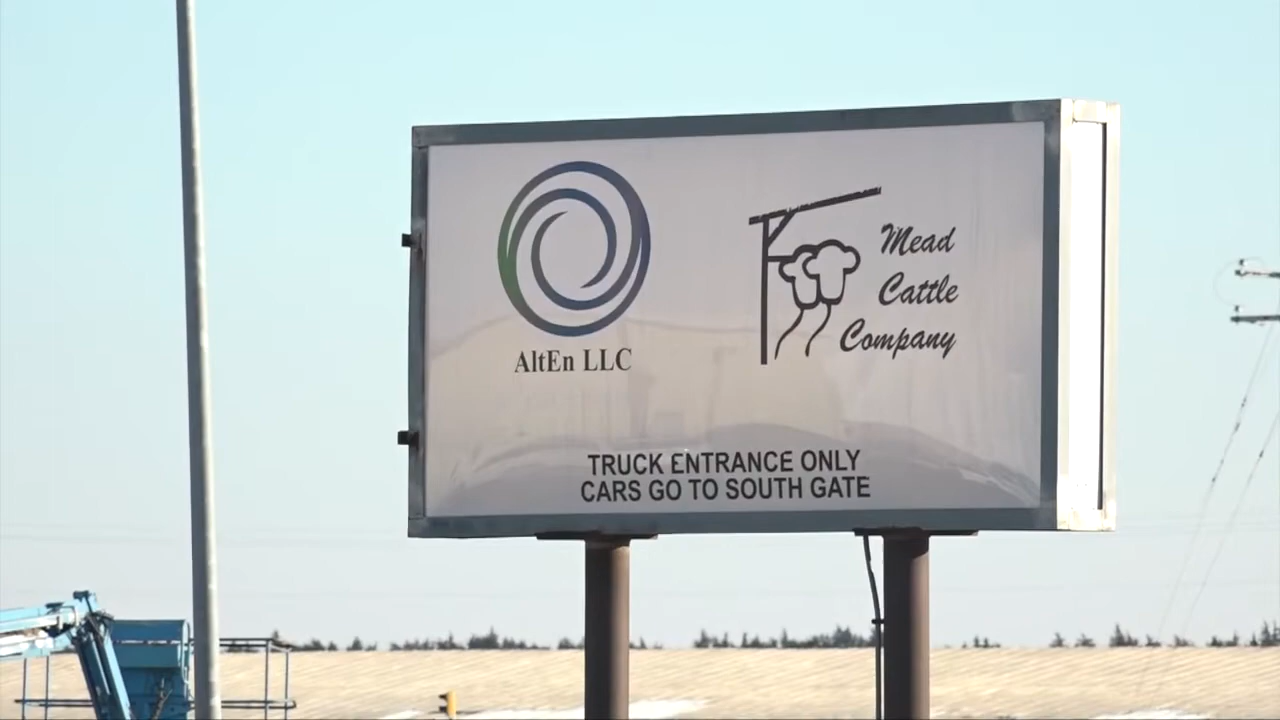 AltEn LLC
Mead
Cattle
Company
TRUCK ENTRANCE ONLY
CARS GO TO SOUTH GATE